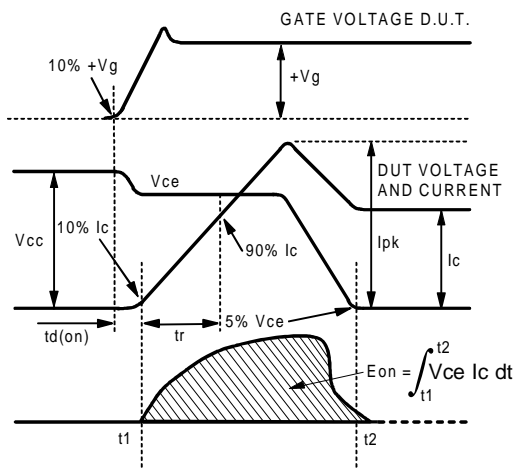 GATE VOLTAGE D.U.T.
10% +Vg
+Vg
Vce
DUT VOLTAGE
AND CURRENT
Vcc
10% Ic
90% Ic
Ipk
Ic
td(on)
tr
5% Vce
Eon = ∫ Vce Ic dt
t2
t1
t1
t2